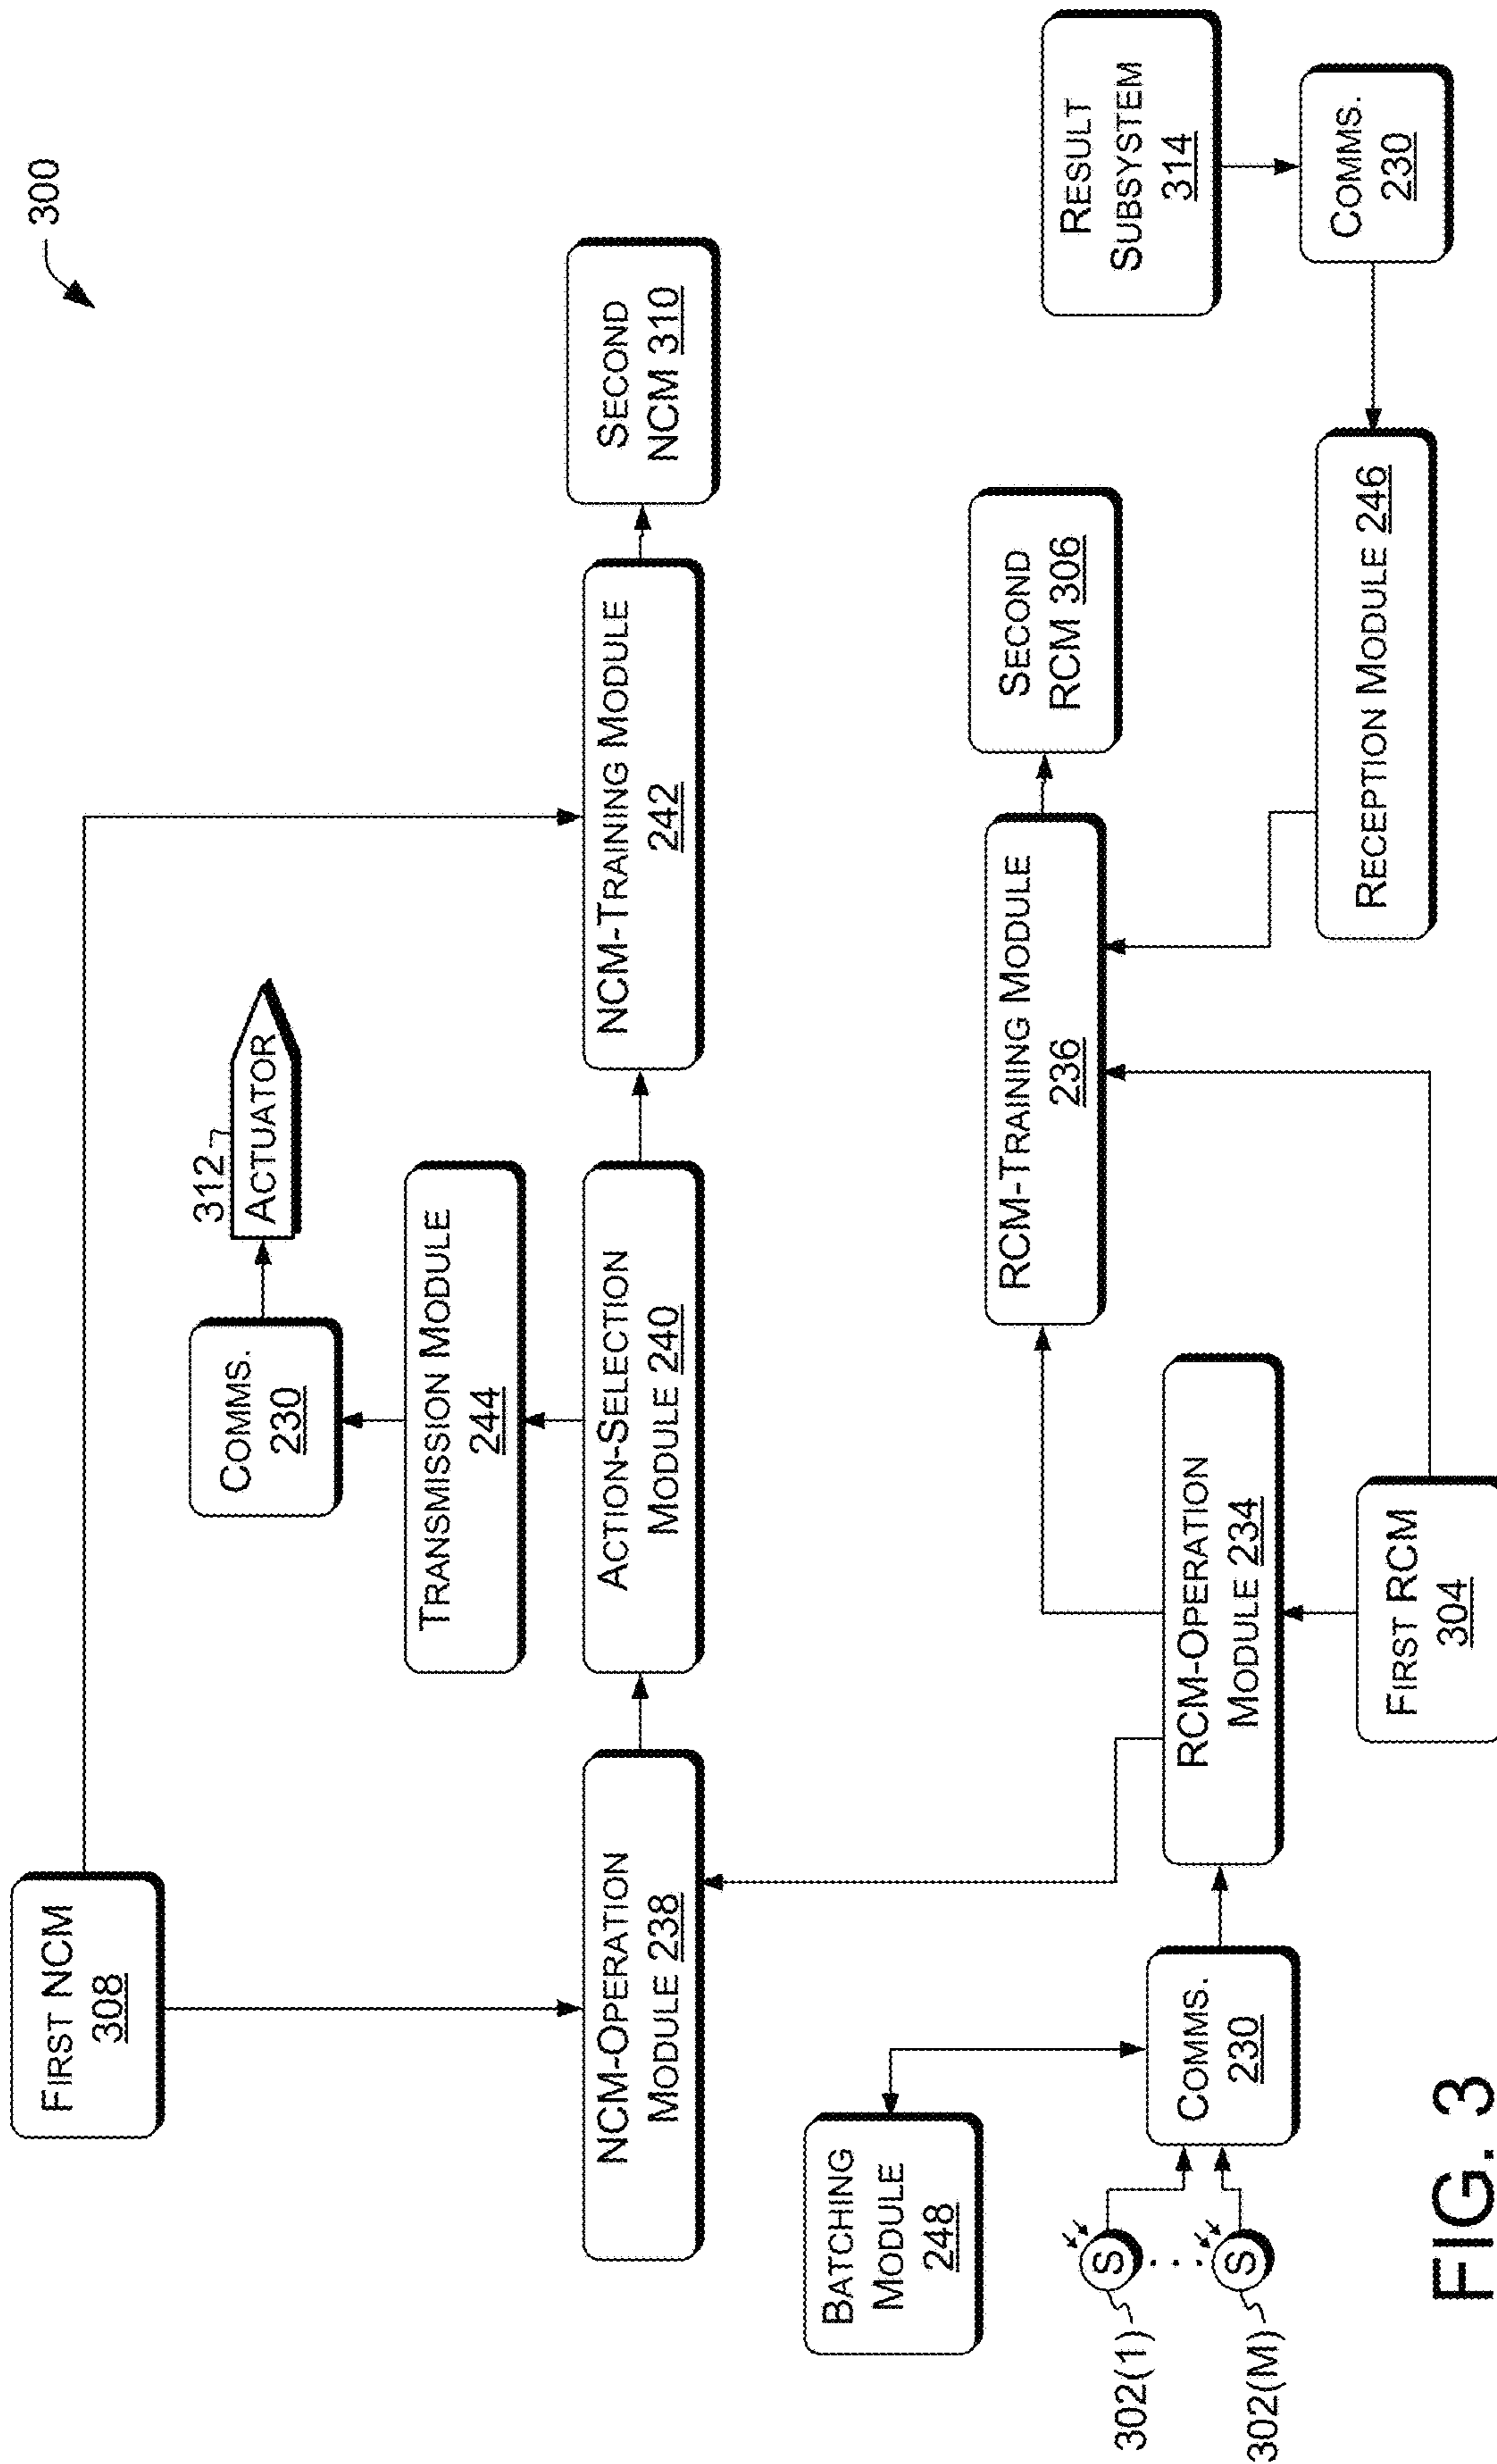 300
FIRST NCM
308
312
ACTUATOR
COMMS.
230
TRANSMISSION MODULE
244
NCM-OPERATION
MODULE 238
ACTION-SELECTION
MODULE 240
NCM-TRAINING MODULE
242
SECOND
NCM 310
BATCHING
MODULE
248
302(1)
S
302(M)
S
COMMS.
230
RCM-OPERATION
MODULE 234
FIRST RCM
304
RCM-TRAINING MODULE
236
SECOND
RCM 306
RESULT
SUBSYSTEM
314
COMMS.
230
RECEPTION MODULE 246
FIG. 3